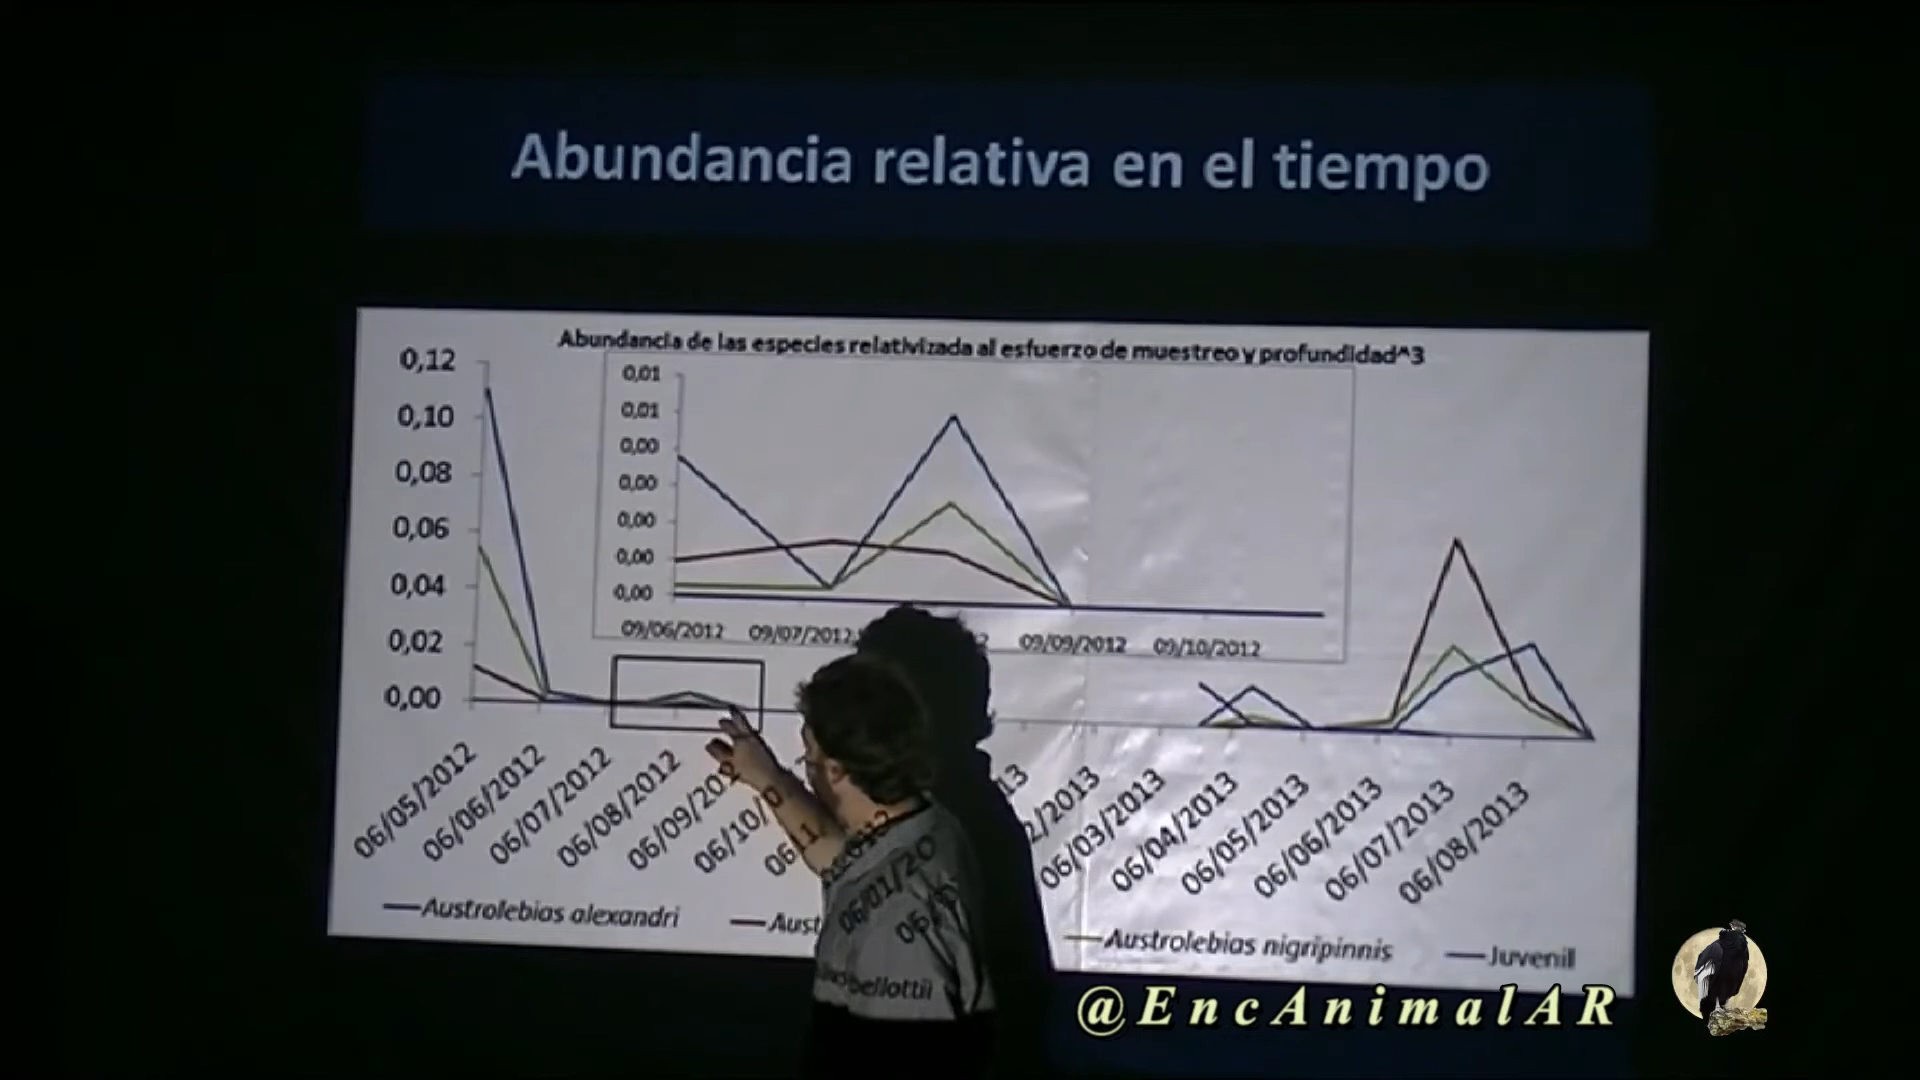 Abundancia relativa en el tiempo
Abundancia de las especies relativizada al esfuerzo de muestreo y profundidad^3
0,12
0,10
0,08
0,06
0,04
0,02
0,00
0,01
0,01
0,00
0,00
0,00
0,00
0,00
09/06/2012 09/07/2012 09/09/2012 09/10/2012
06/05/2012 06/06/2012 06/07/2012 06/08/2012 06/03/2013 06/04/2013 06/05/2013 06/06/2013 06/07/2013 06/08/2013
Austrolebias alexandri bellottii Austrolebias nigripinnis Juvenil
@EncAnimalAR